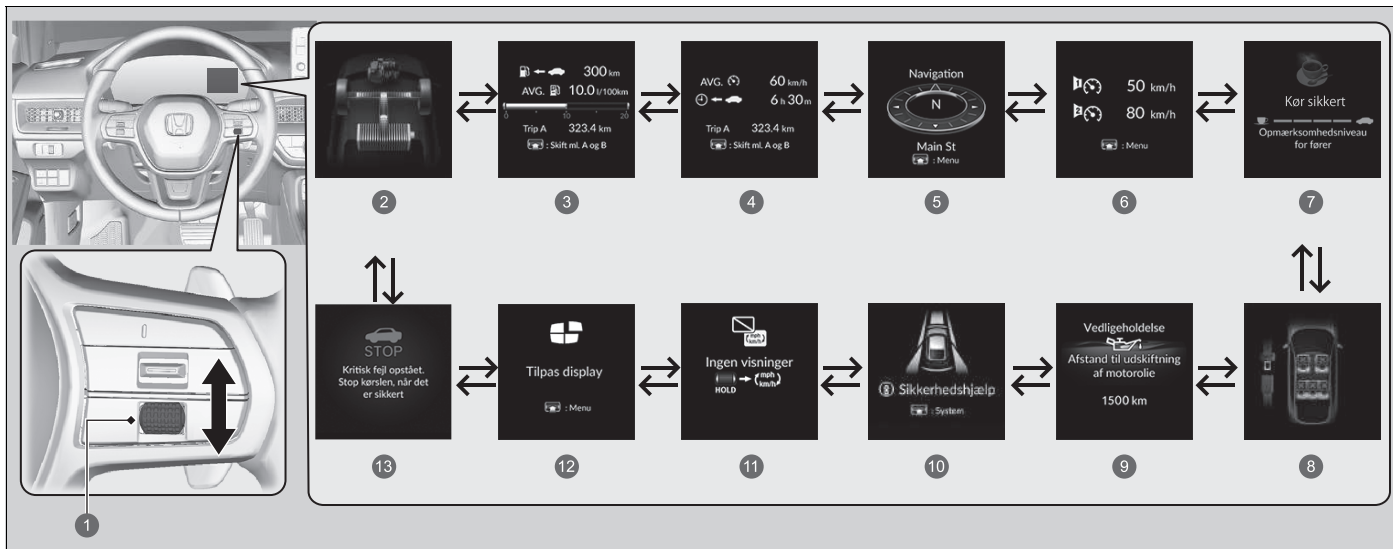 300 km
AVG. 10.0 l/100km
0 10 20
Trip A 323.4 km
: Skift ml. A og B
AVG. 60 km/h
6 h 30 m
Trip A 323.4 km
: Skift ml. A og B
Navigation
N
Main St
: Menu
1 50 km/h
2 80 km/h
: Menu
Kør sikkert
Opmærksomhedsniveau
for fører
2
3
4
5
6
7
STOP
Kritisk fejl opstået.
Stop kørslen, når det
er sikkert
Tilpas display
: Menu
mph
km/h
Ingen visninger
HOLD
mph
km/h
Sikkerhedshjælp
: System
Vedligeholdelse
Afstand til udskiftning
af motorolie
1500 km
13
12
11
10
9
8
1